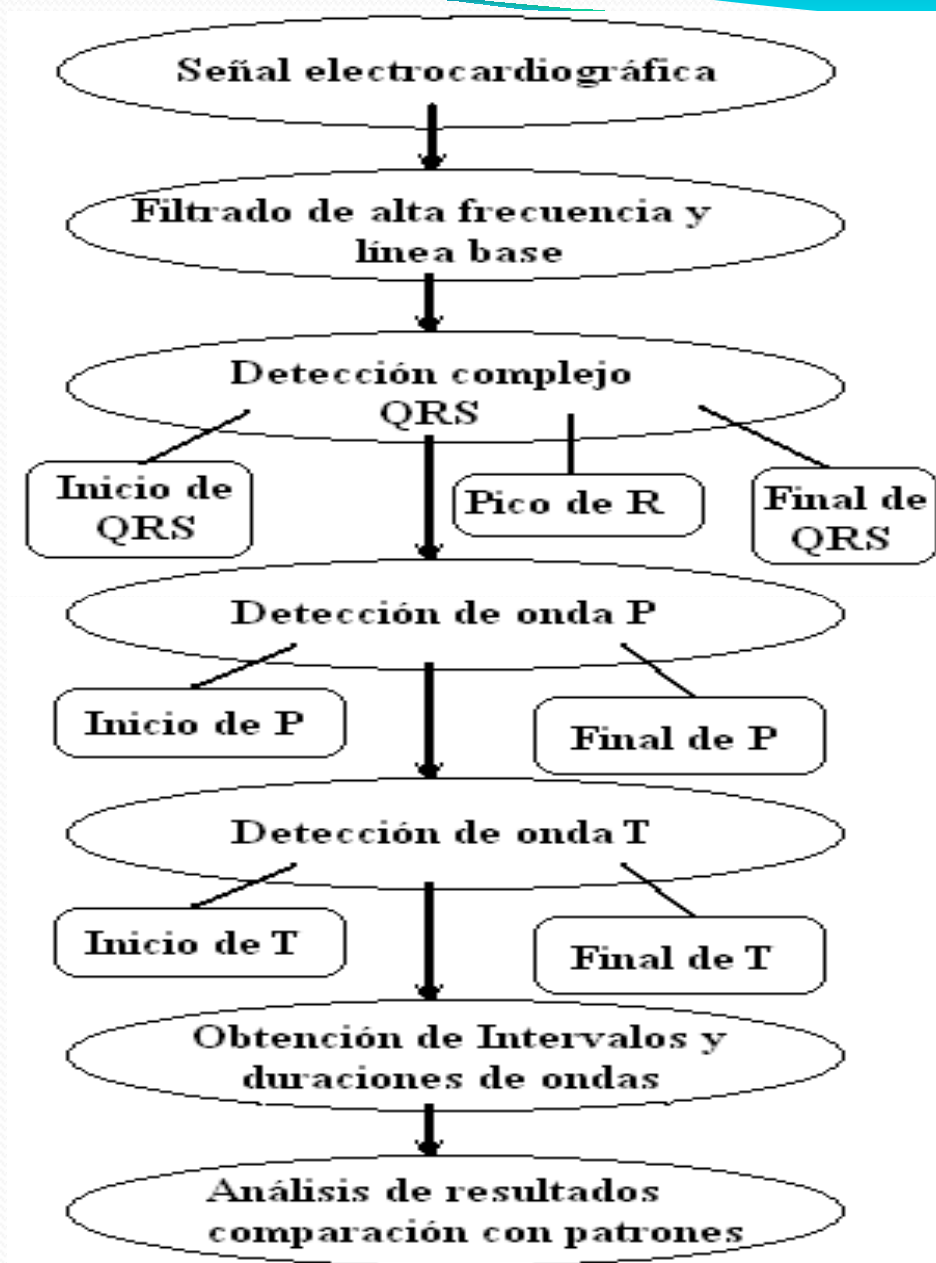 Señal electrocardiográfica
Filtrado de alta frecuencia y
línea base
Detección complejo
QRS
Inicio de
QRS
Pico de R
Final de
QRS
Detección de onda P
Inicio de P
Final de P
Detección de onda T
Inicio de T
Final de T
Obtención de Intervalos y
duraciones de ondas
Análisis de resultados
comparación con patrones